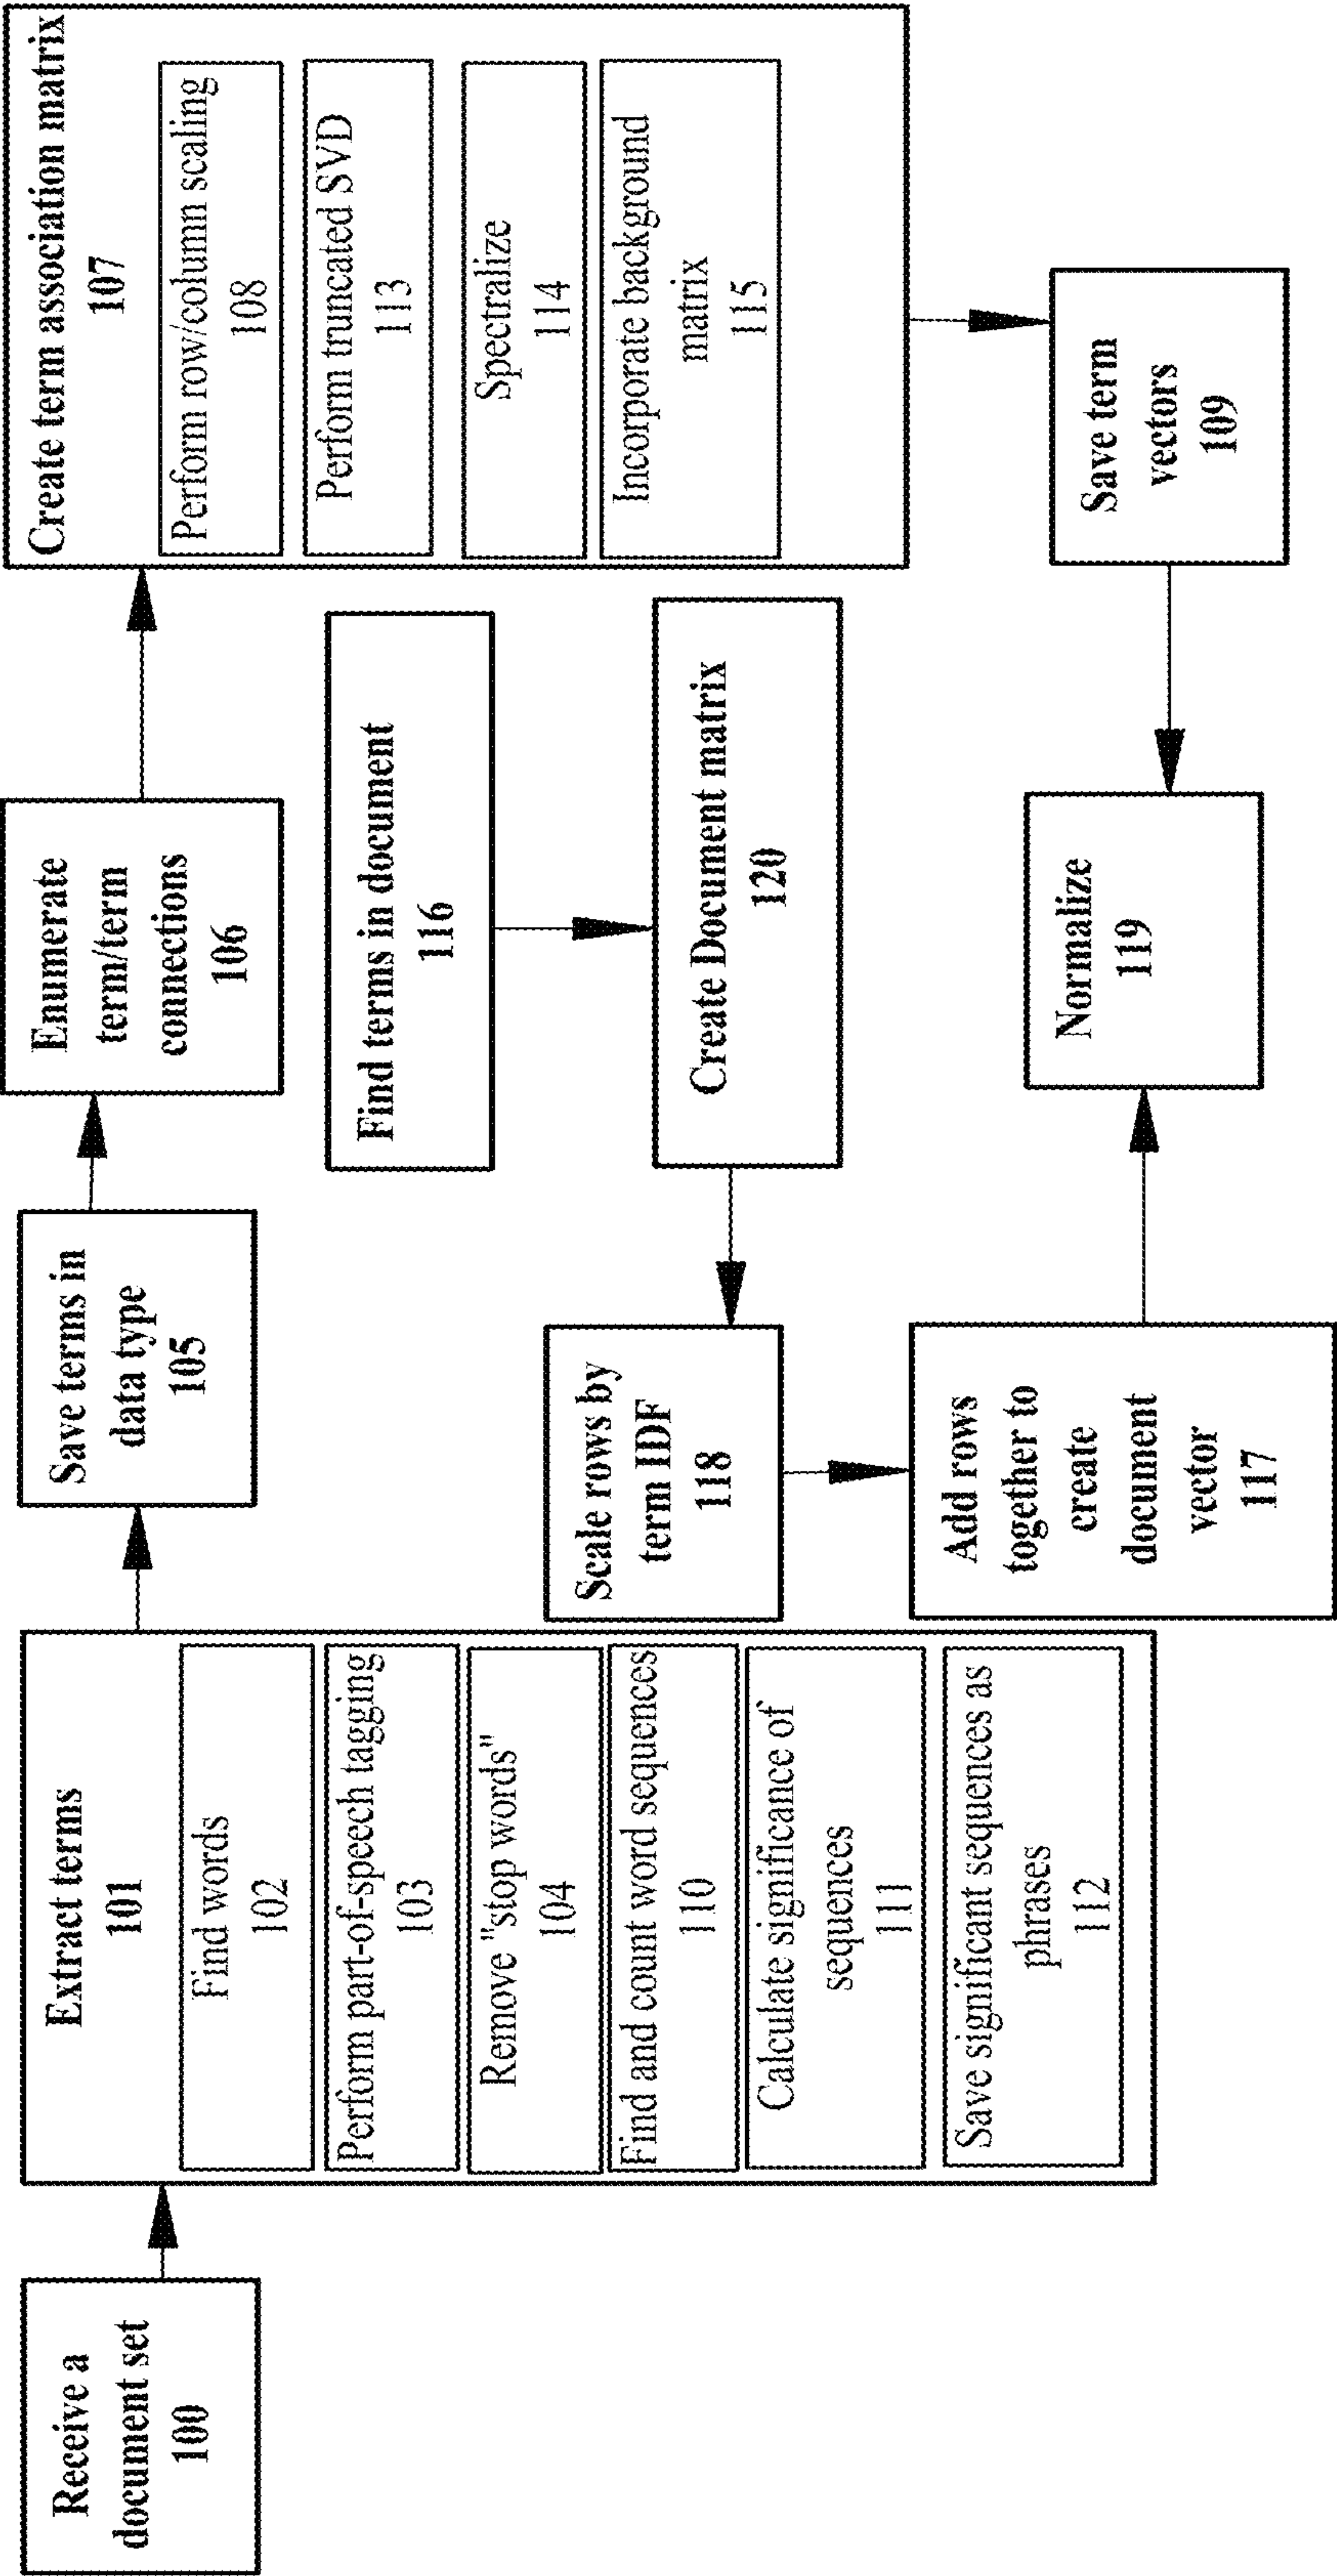 Receive a
document set
100
Extract terms
101
Find words
102
Perform part-of-speech tagging
103
Remove "stop words"
104
Find and count word sequences
110
Calculate significance of
sequences
111
Save significant sequences as
phrases
112
Save terms in
data type
105
Enumerate
term/term
connections
106
Create term association matrix
107
Perform row/column scaling
108
Perform truncated SVD
113
Spectralize
114
Incorporate background
matrix
115
Find terms in document
116
Create Document matrix
120
Scale rows by
term IDF
118
Add rows
together to
create
document
vector
117
Normalize
119
Save term
vectors
109